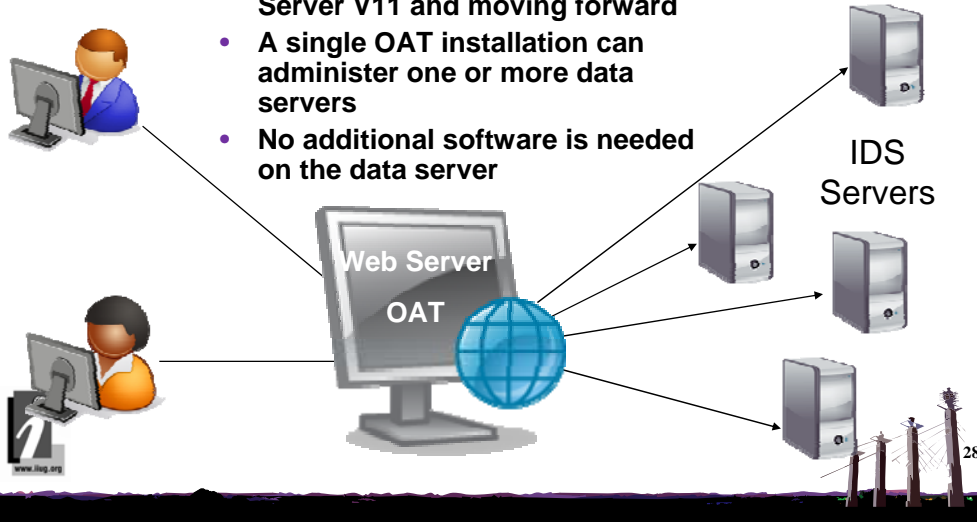 Server V11 and moving forward
• A single OAT installation can
administer one or more data
servers
• No additional software is needed
on the data server
IDS
Servers
Web Server
OAT
www.iiug.org
28